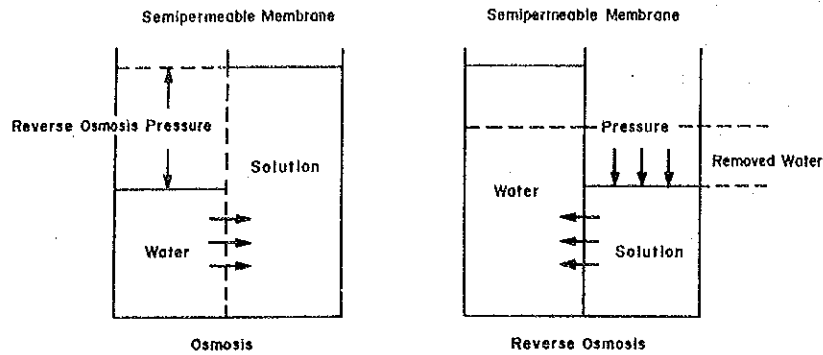 Semipermeable Membrane
Reverse Osmosis Pressure
Solution
Water
Osmosis
Semipermeable Membrane
Pressure
Removed Water
Water
Solution
Reverse Osmosis